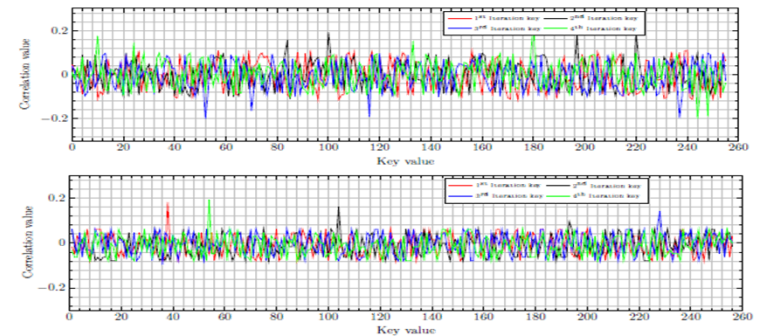 0.2
0
−0.2
Correlation value
1st Iteration key 2nd Iteration key
3rd Iteration key 4th Iteration key
0 20 40 60 80 100 120 140 160 180 200 220 240 260
Key value
0.2
0
−0.2
Correlation value
1st Iteration key 2nd Iteration key
3rd Iteration key 4th Iteration key
0 20 40 60 80 100 120 140 160 180 200 220 240 260
Key value